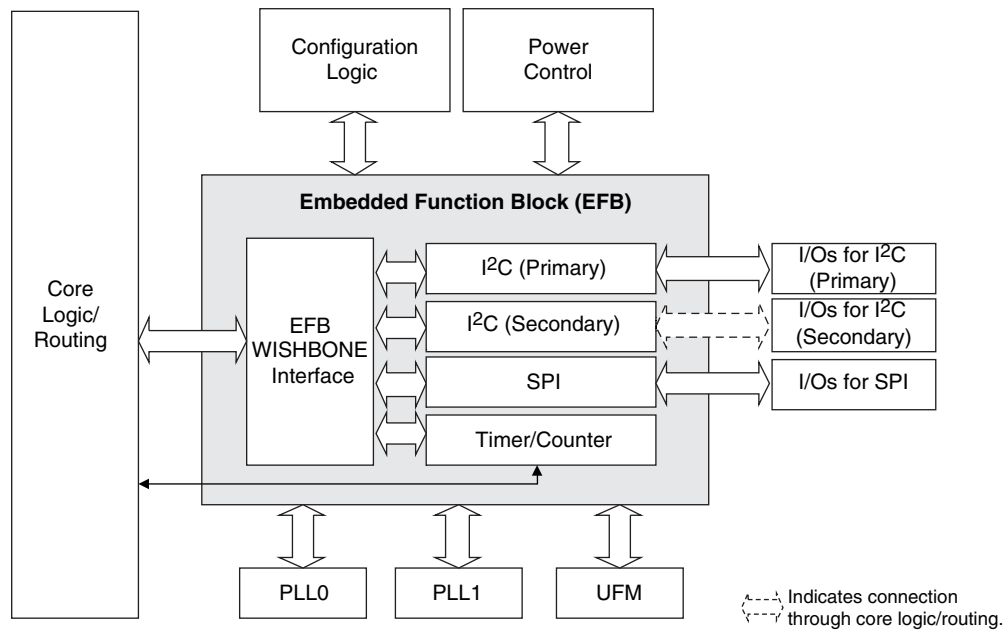 Configuration
Logic
Power
Control
Embedded Function Block (EFB)
Core
Logic/
Routing
EFB
WISHBONE
Interface
I²C (Primary)
I²C (Secondary)
SPI
Timer/Counter
I/Os for I²C
(Primary)
I/Os for I²C
(Secondary)
I/Os for SPI
PLL0
PLL1
UFM
Indicates connection
through core logic/routing.